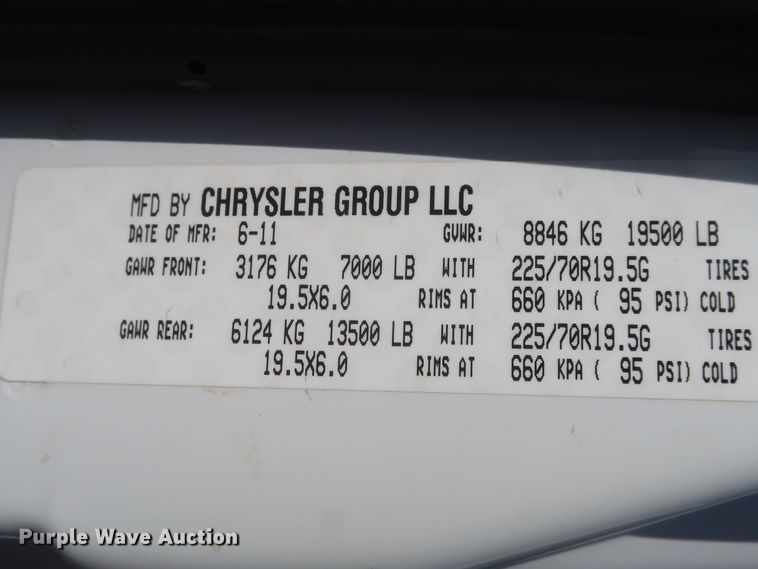 MFD BY CHRYSLER GROUP LLC
DATE OF MFR: 6-11 GVWR: 8846 KG 19500 LB
GAWR FRONT: 3176 KG 7000 LB WITH 225/70R19.5G TIRES
19.5X6.0 RIMS AT 660 KPA ( 95 PSI) COLD
GAWR REAR: 6124 KG 13500 LB WITH 225/70R19.5G TIRES
19.5X6.0 RIMS AT 660 KPA ( 95 PSI) COLD
Purple Wave Auction